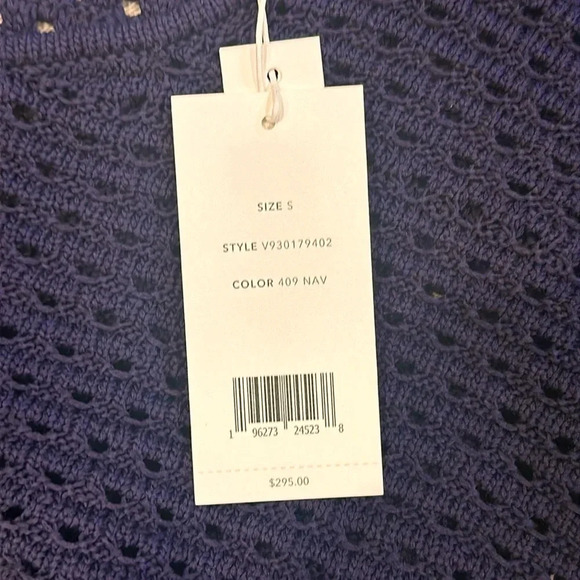 SIZE S
STYLE V930179402
COLOR 409 NAV
1 96273 24523 8
$295.00